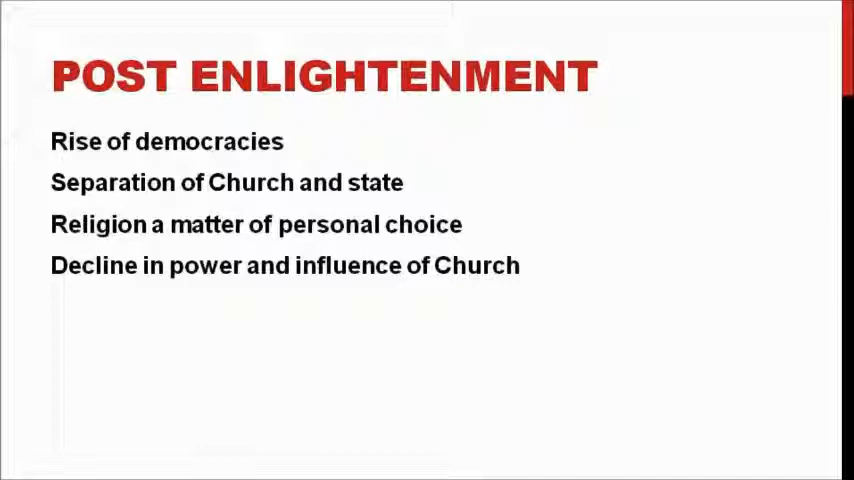 POST ENLIGHTENMENT
Rise of democracies
Separation of Church and state
Religion a matter of personal choice
Decline in power and influence of Church